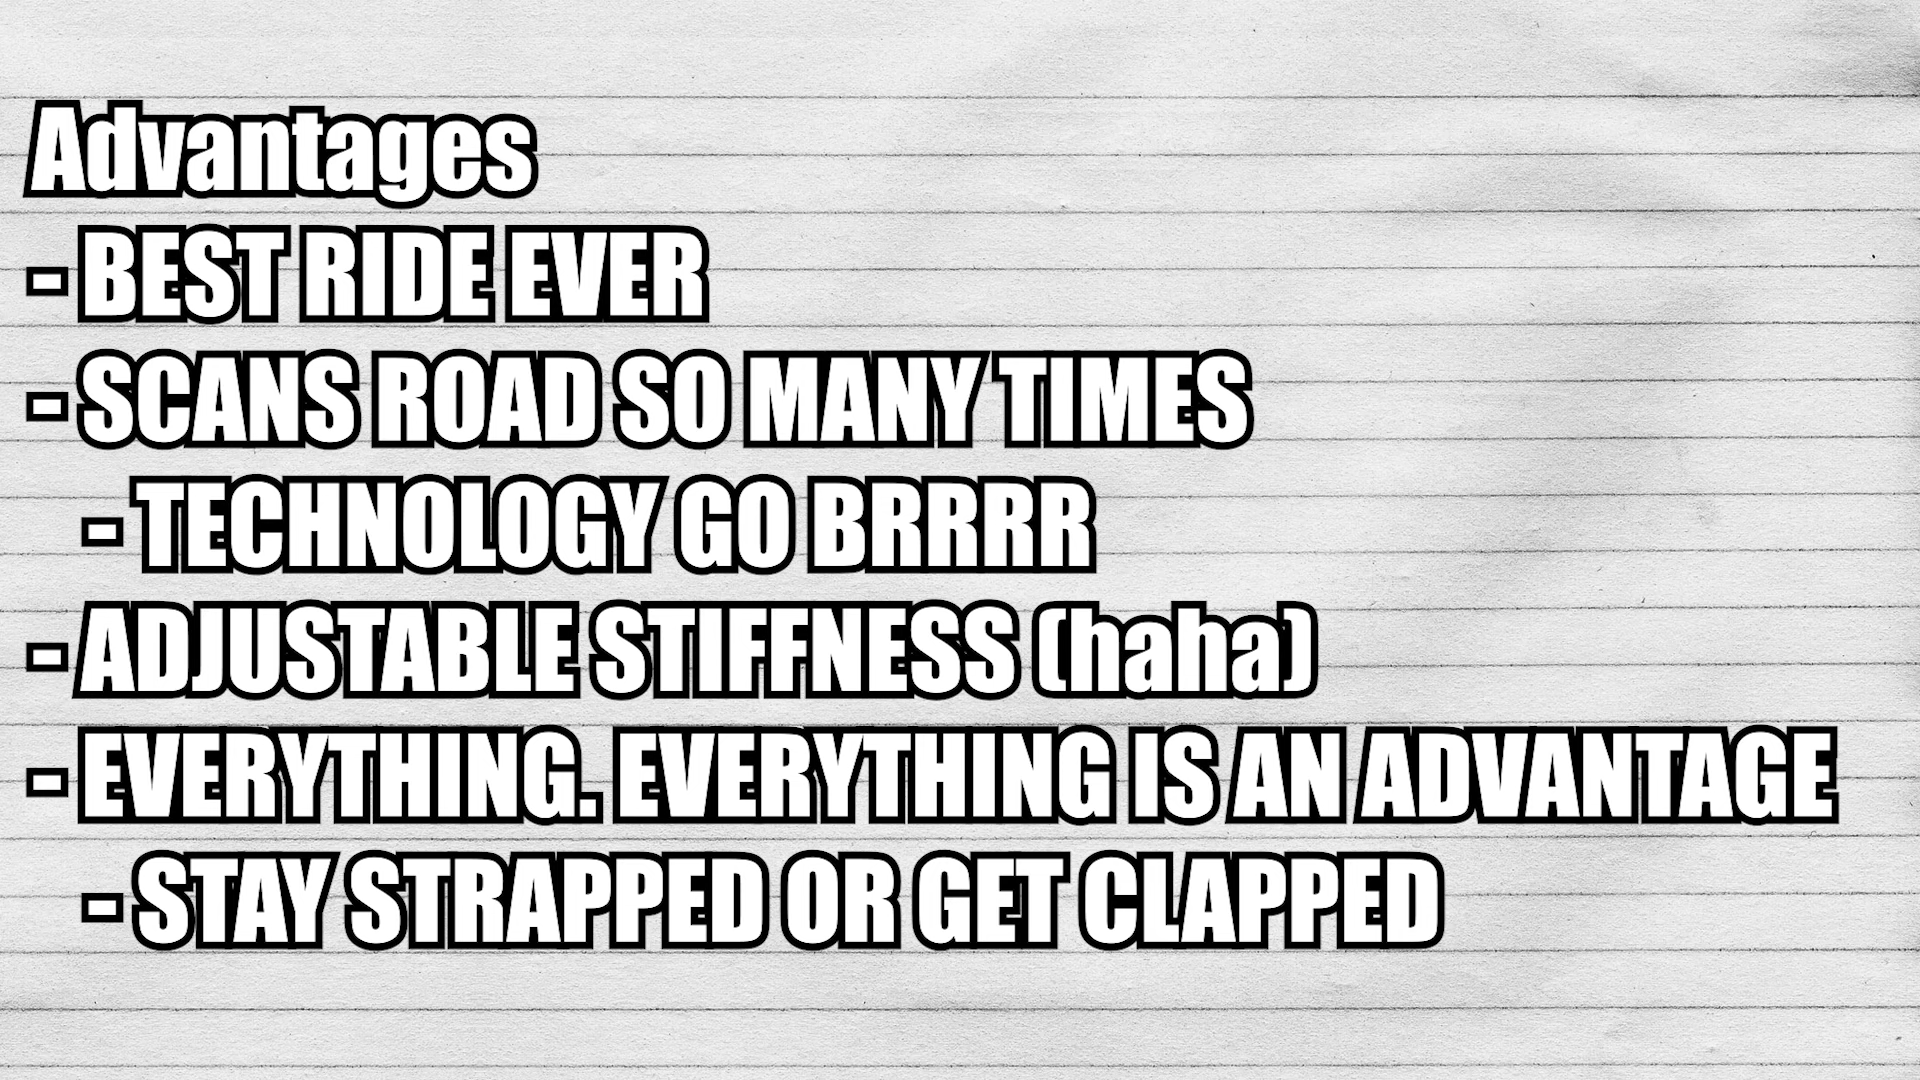 Advantages
- BEST RIDE EVER
- SCANS ROAD SO MANY TIMES
- TECHNOLOGY GO BRRRR
- ADJUSTABLE STIFFNESS (haha)
- EVERYTHING. EVERYTHING IS AN ADVANTAGE
- STAY STRAPPED OR GET CLAPPED